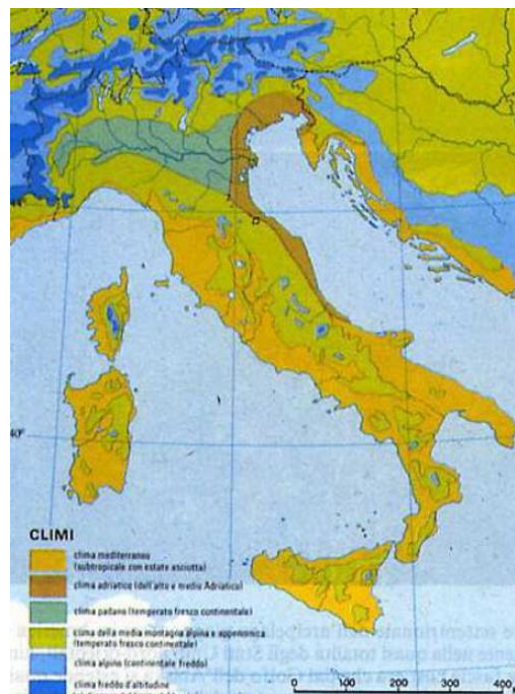 40°
CLIMI
clima mediterraneo
(subtropicale con estate asciutta)
clima adriatico (dell'alto e medio Adriatico)
clima padano (temperato fresco continentale)
clima della media montagna alpina e appenninica
(temperato fresco continentale)
clima alpino (continentale freddo)
clima freddo d'altitudine
0 100 200 300 400